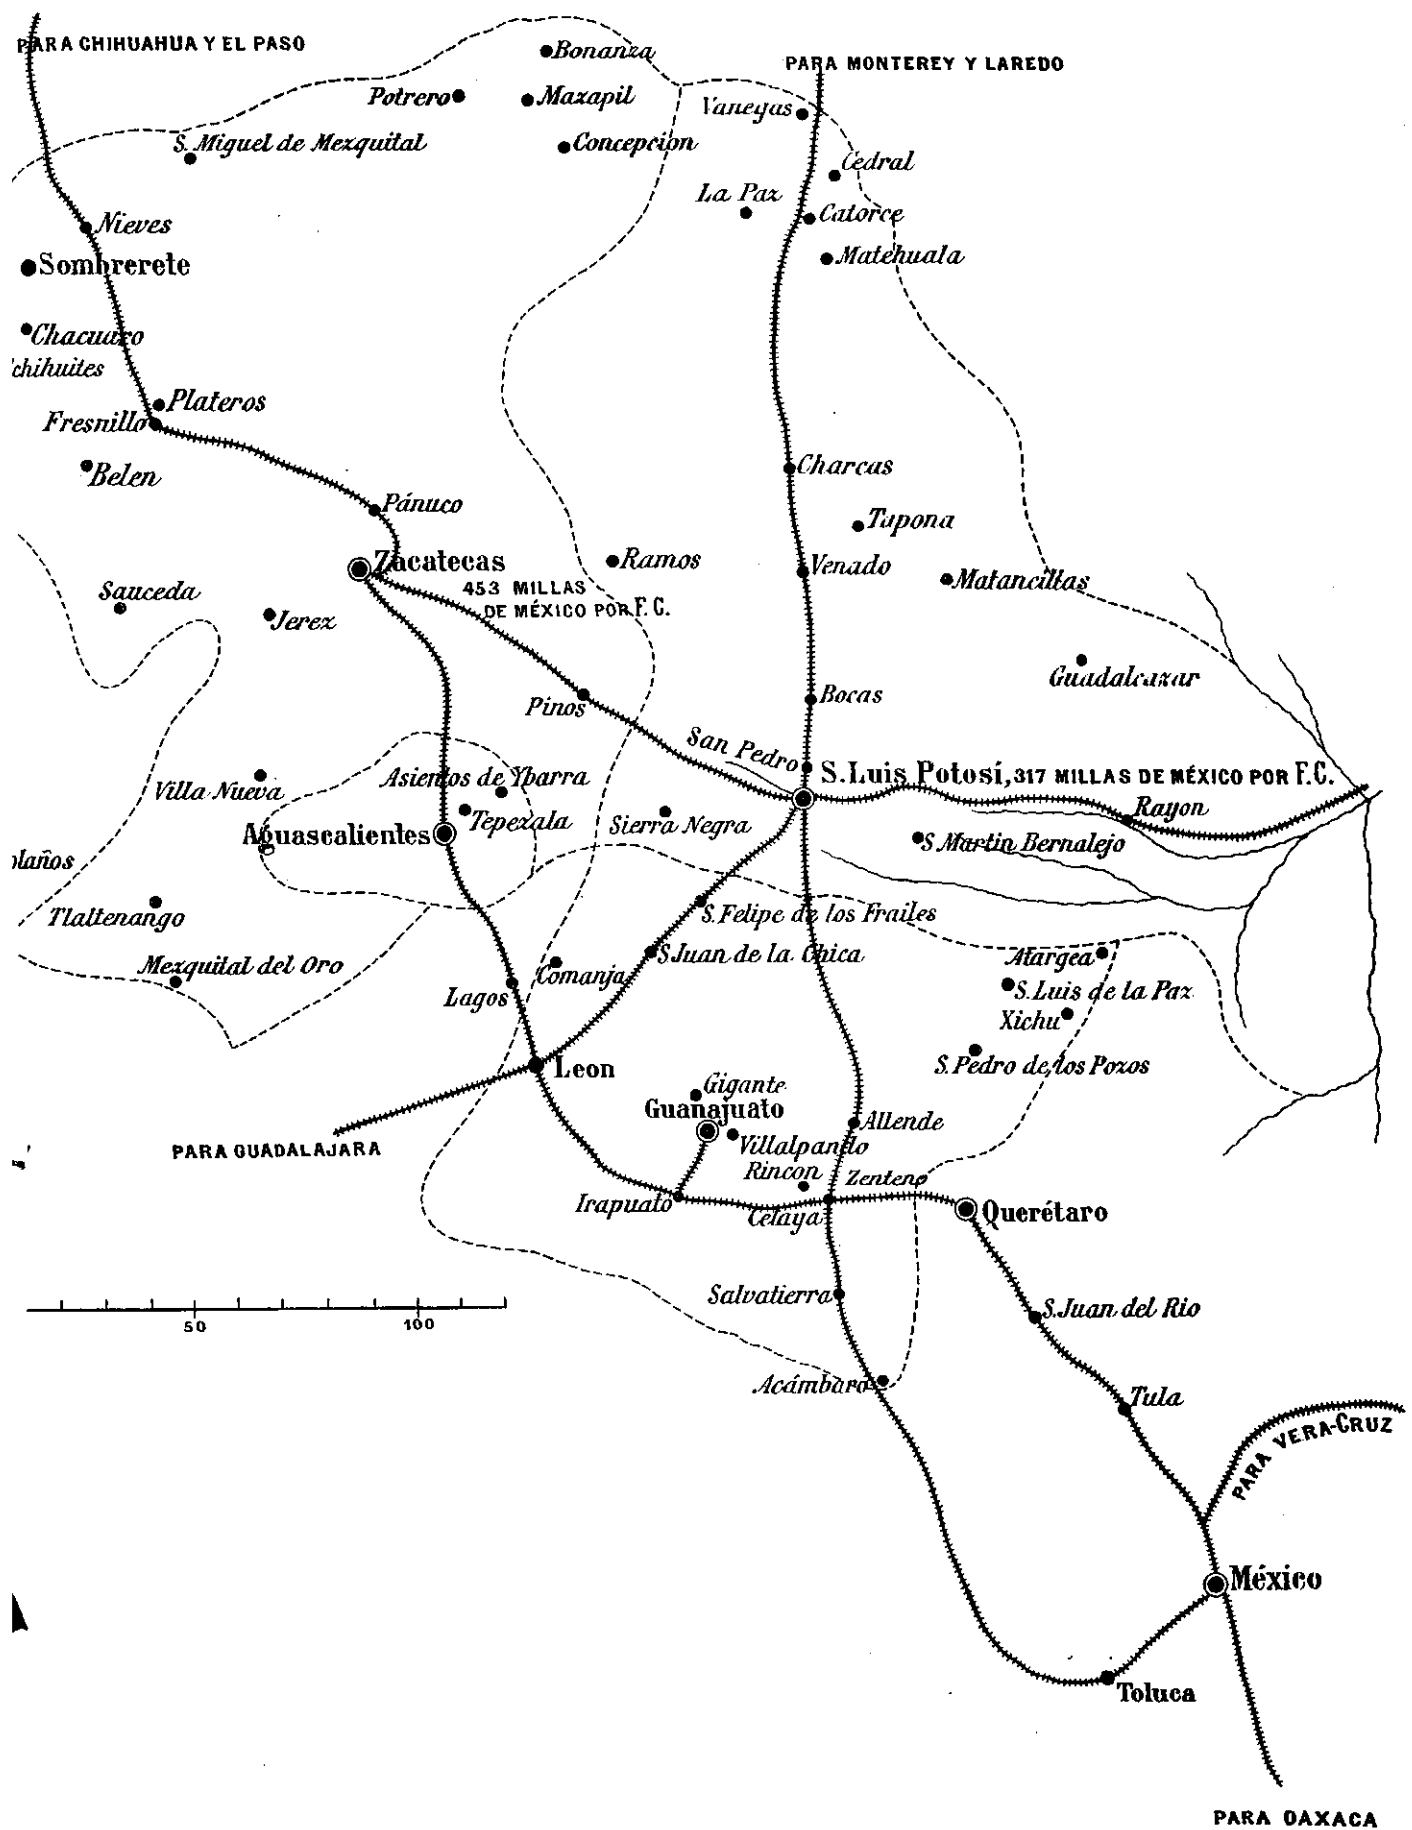 PARA CHIHUAHUA Y EL PASO
Bonanza
PARA MONTEREY Y LAREDO
Potrero
Mazapil
Vanegas
S. Miguel de Mezquital
Concepcion
Cedral
La Paz
Catorce
Nieves
Matehuala
Sombrerete
Chacuaro
chihuites
Plateros
Fresnillo
Belen
Charcas
Pánuco
Tapona
Zacatecas
Ramos
Venado
453 MILLAS
DE MÉXICO POR F.C.
Matancillas
Sauceda
Jerez
Guadalcazar
Pinos
Bocas
San Pedro
S. Luis Potosí, 317 MILLAS DE MÉXICO POR F.C.
Asientos de Ybarra
Villa Nueva
Rayon
Tepezala
Sierra Negra
Aguascalientes
S. Martin Bernalejo
olaños
Tlaltenango
S. Felipe de los Frailes
S. Juan de la Chica
Atargea
Mezquital del Oro
Comanja
S. Luis de la Paz
Lagos
Xichu
Leon
S. Pedro de los Pozos
Gigante
Guanajuato
Allende
PARA GUADALAJARA
Villalpando
Rincon
Zenteno
Irapuato
Celaya
Querétaro
Salvatierra
S. Juan del Rio
50
100
Acámbaro
Tula
PARA VERA-CRUZ
México
Toluca
PARA OAXACA